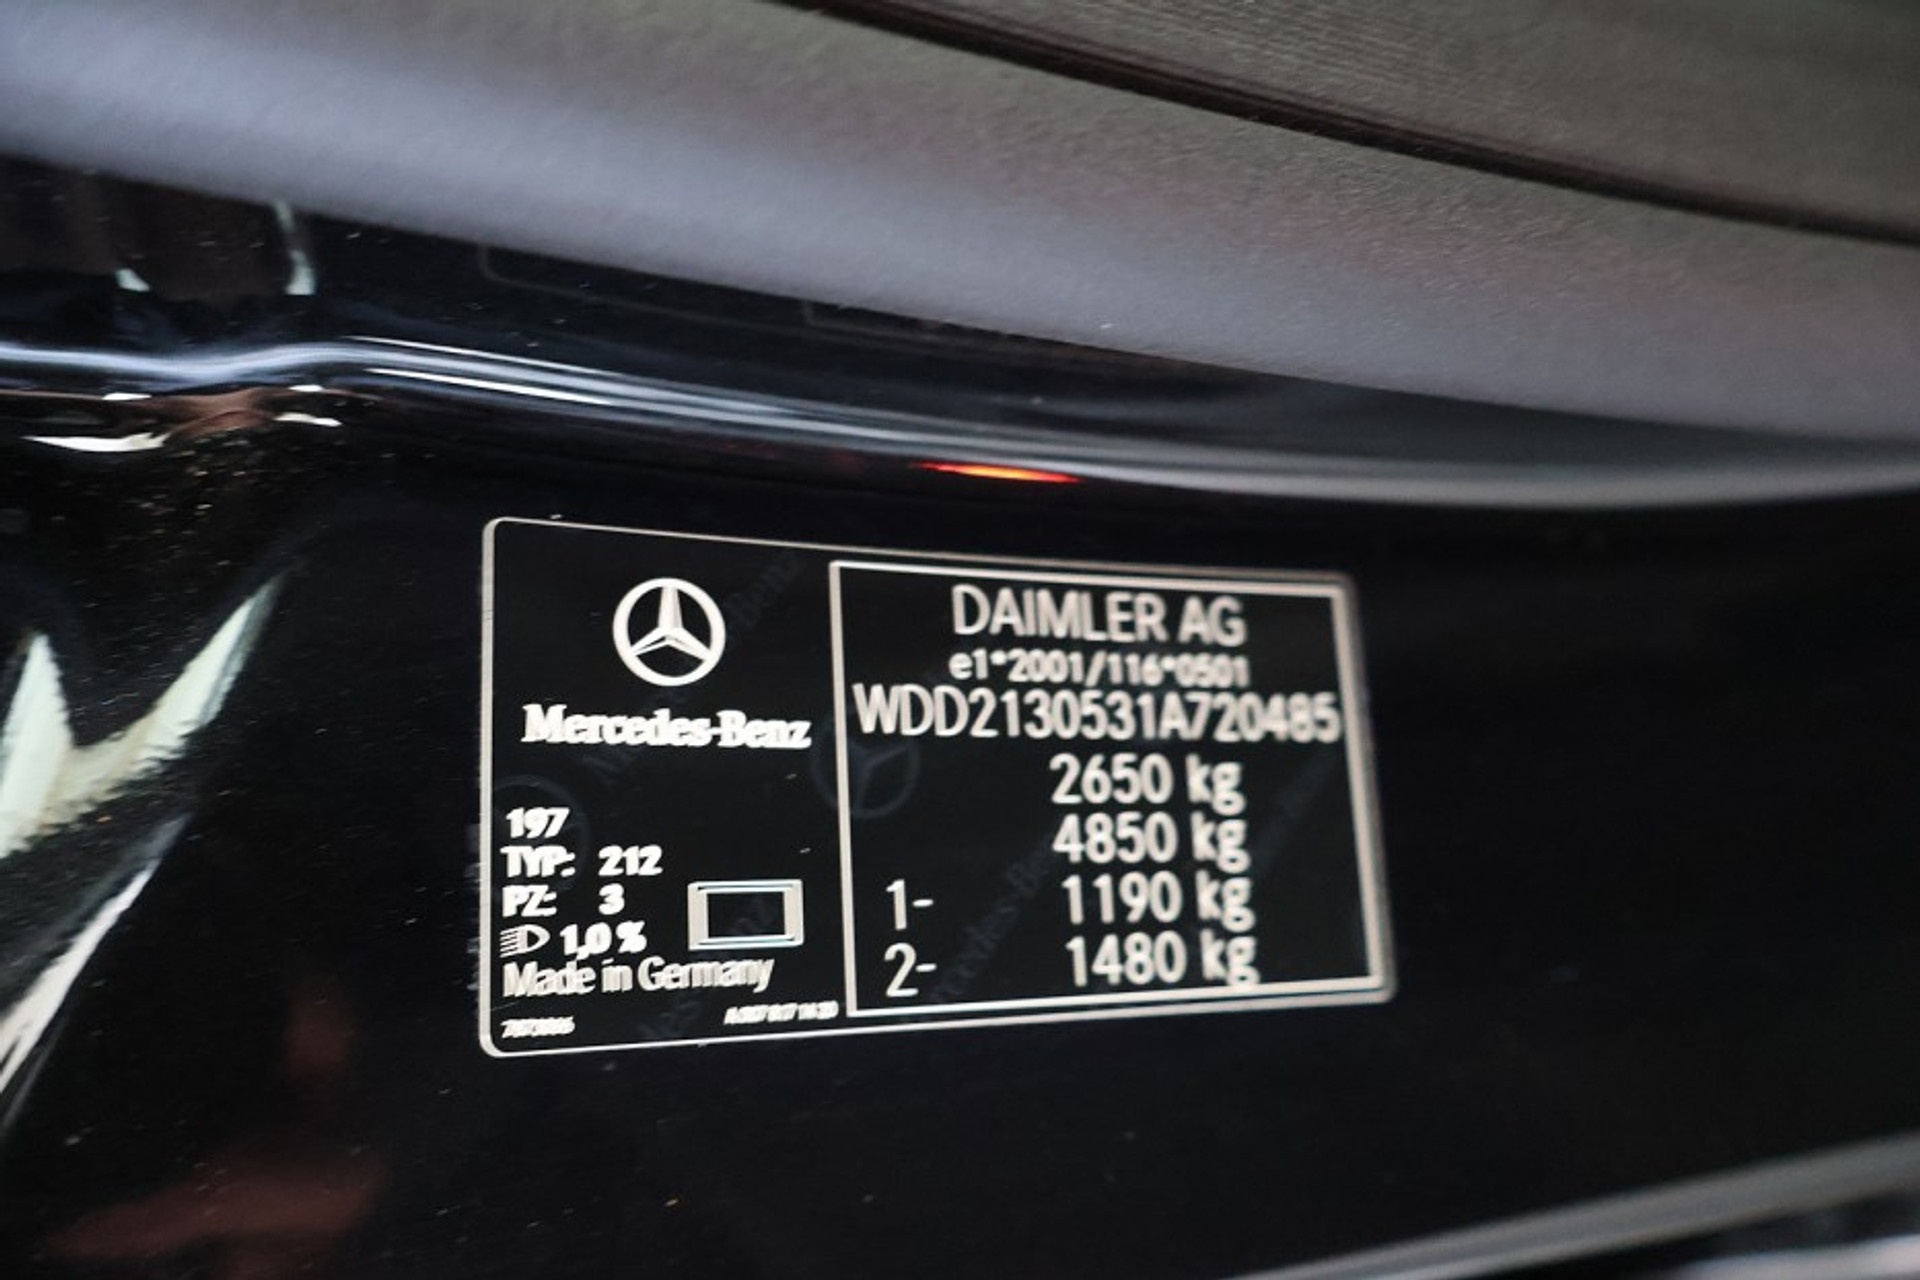 Mercedes-Benz
197
TYP: 212
PZ: 3
1,0 %
Made in Germany
DAIMLER AG
e1*2001/116*0501
WDD2130531A720485
2650 kg
4850 kg
1- 1190 kg
2- 1480 kg